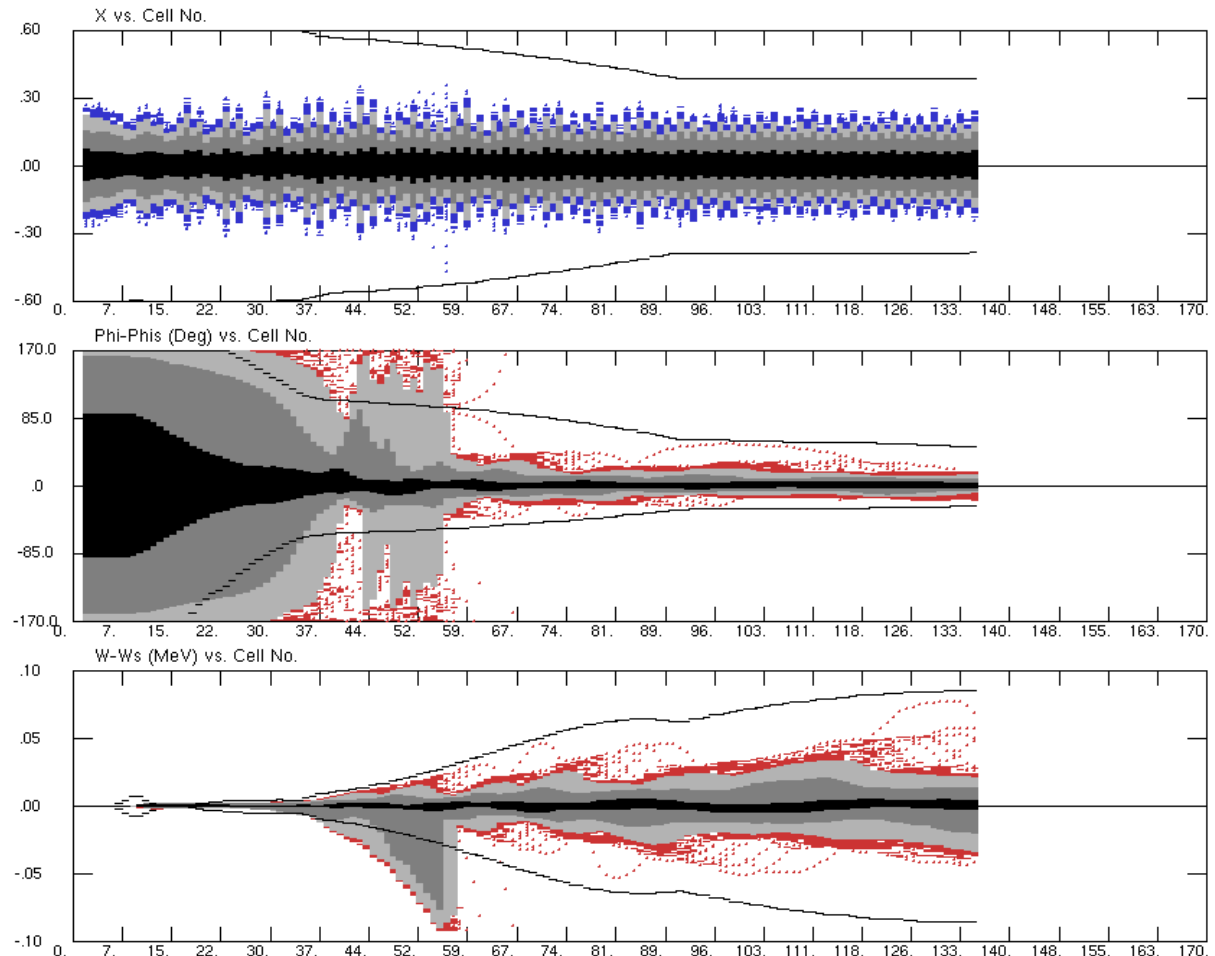 X vs. Cell No.
.60
.30
.00
-.30
-.60
0. 7. 15. 22. 30. 37. 44. 52. 59. 67. 74. 81. 89. 96. 103. 111. 118. 126. 133. 140. 148. 155. 163. 170.
Phi-Phis (Deg) vs. Cell No.
170.0
85.0
.0
-85.0
-170.0
0. 7. 15. 22. 30. 37. 44. 52. 59. 67. 74. 81. 89. 96. 103. 111. 118. 126. 133. 140. 148. 155. 163. 170.
W-Ws (MeV) vs. Cell No.
.10
.05
.00
-.05
-.10
0. 7. 15. 22. 30. 37. 44. 52. 59. 67. 74. 81. 89. 96. 103. 111. 118. 126. 133. 140. 148. 155. 163. 170.